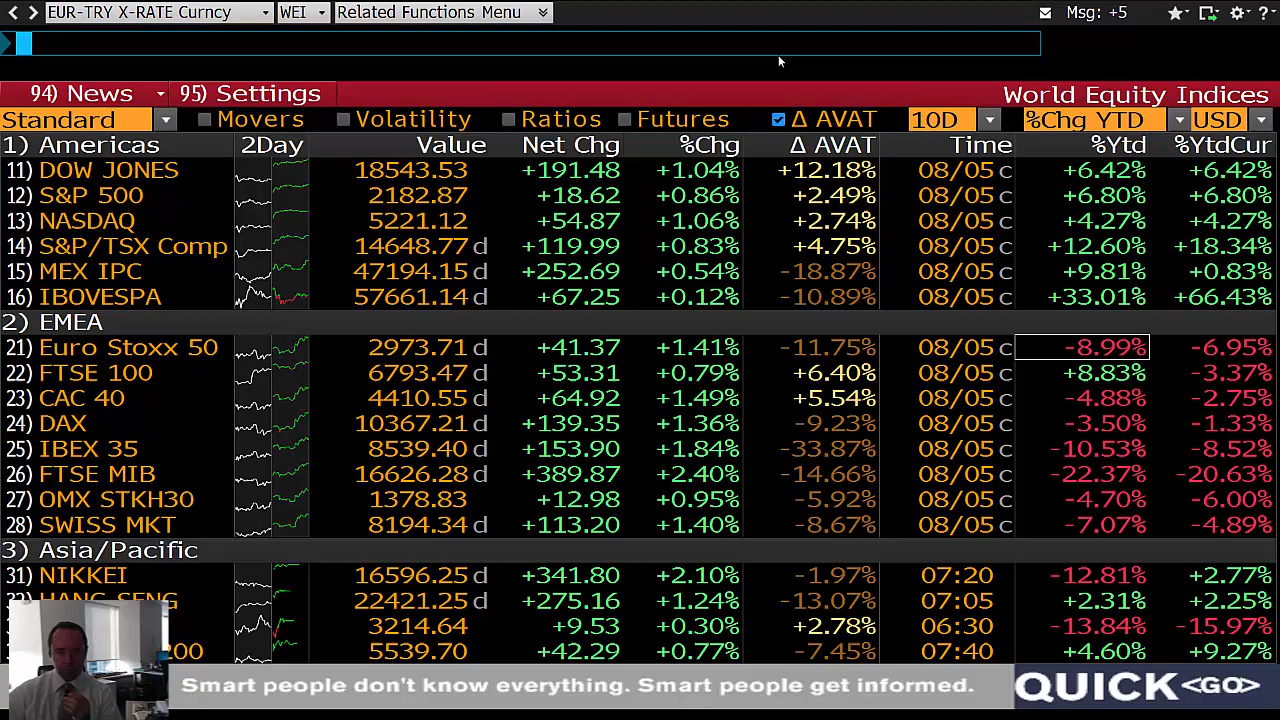 EUR-TRY X-RATE Curncy WEI Related Functions Menu Msg: +5 ?
94) News 95) Settings World Equity Indices
Standard Movers Volatility Ratios Futures Δ AVAT 10D %Chg YTD USD
1) Americas 2Day Value Net Chg %Chg Δ AVAT Time %Ytd %YtdCur
11) DOW JONES 18543.53 +191.48 +1.04% +12.18% 08/05 c +6.42% +6.42%
12) S&P 500 2182.87 +18.62 +0.86% +2.49% 08/05 c +6.80% +6.80%
13) NASDAQ 5221.12 +54.87 +1.06% +2.74% 08/05 c +4.27% +4.27%
14) S&P/TSX Comp 14648.77 d +119.99 +0.83% +4.75% 08/05 c +12.60% +18.34%
15) MEX IPC 47194.15 d +252.69 +0.54% -18.87% 08/05 c +9.81% +0.83%
16) IBOVESPA 57661.14 d +67.25 +0.12% -10.89% 08/05 c +33.01% +66.43%
2) EMEA
21) Euro Stoxx 50 2973.71 d +41.37 +1.41% -11.75% 08/05 c -8.99% -6.95%
22) FTSE 100 6793.47 d +53.31 +0.79% +6.40% 08/05 c +8.83% -3.37%
23) CAC 40 4410.55 d +64.92 +1.49% +5.54% 08/05 c -4.88% -2.75%
24) DAX 10367.21 d +139.35 +1.36% -9.23% 08/05 c -3.50% -1.33%
25) IBEX 35 8539.40 d +153.90 +1.84% -33.87% 08/05 c -10.53% -8.52%
26) FTSE MIB 16626.28 d +389.87 +2.40% -14.66% 08/05 c -22.37% -20.63%
27) OMX STKH30 1378.83 +12.98 +0.95% -5.92% 08/05 c -4.70% -6.00%
28) SWISS MKT 8194.34 d +113.20 +1.40% -8.67% 08/05 c -7.07% -4.89%
3) Asia/Pacific
31) NIKKEI 16596.25 d +341.80 +2.10% -1.97% 07:20 -12.81% +2.77%
HANG SENG 22421.25 d +275.16 +1.24% -13.07% 07:05 +2.31% +2.25%
3214.64 +9.53 +0.30% +2.78% 06:30 -13.84% -15.97%
200 5539.70 +42.29 +0.77% -7.45% 07:40 +4.60% +9.27%
Smart people don't know everything. Smart people get informed. QUICK<GO>